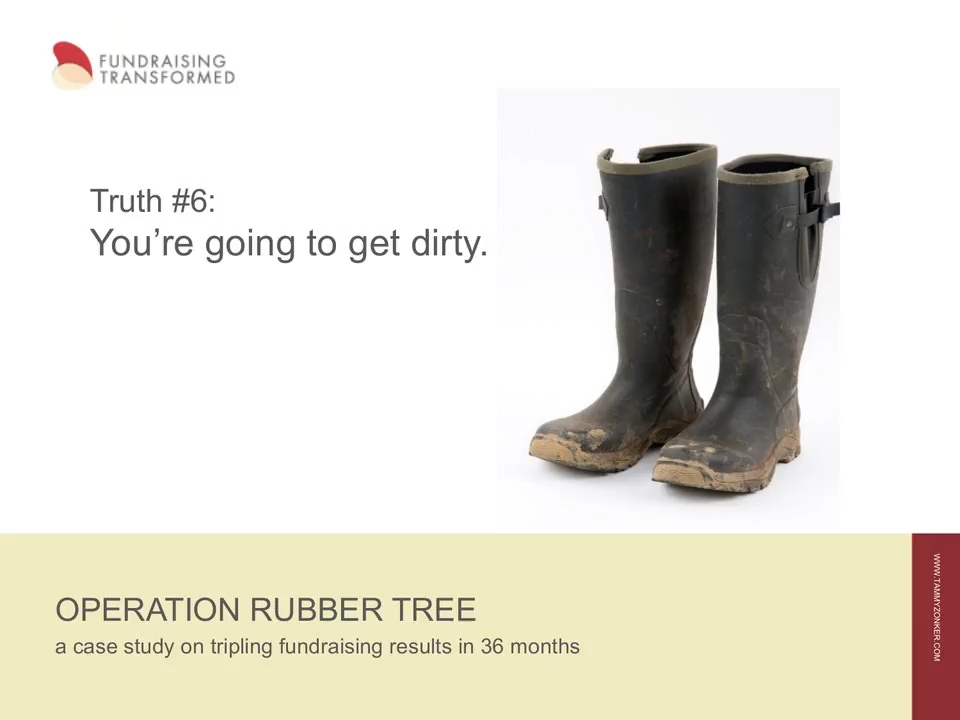 FUNDRAISING
TRANSFORMED
Truth #6:
You’re going to get dirty.
OPERATION RUBBER TREE
a case study on tripling fundraising results in 36 months
WWW.TAMMYZONKER.COM